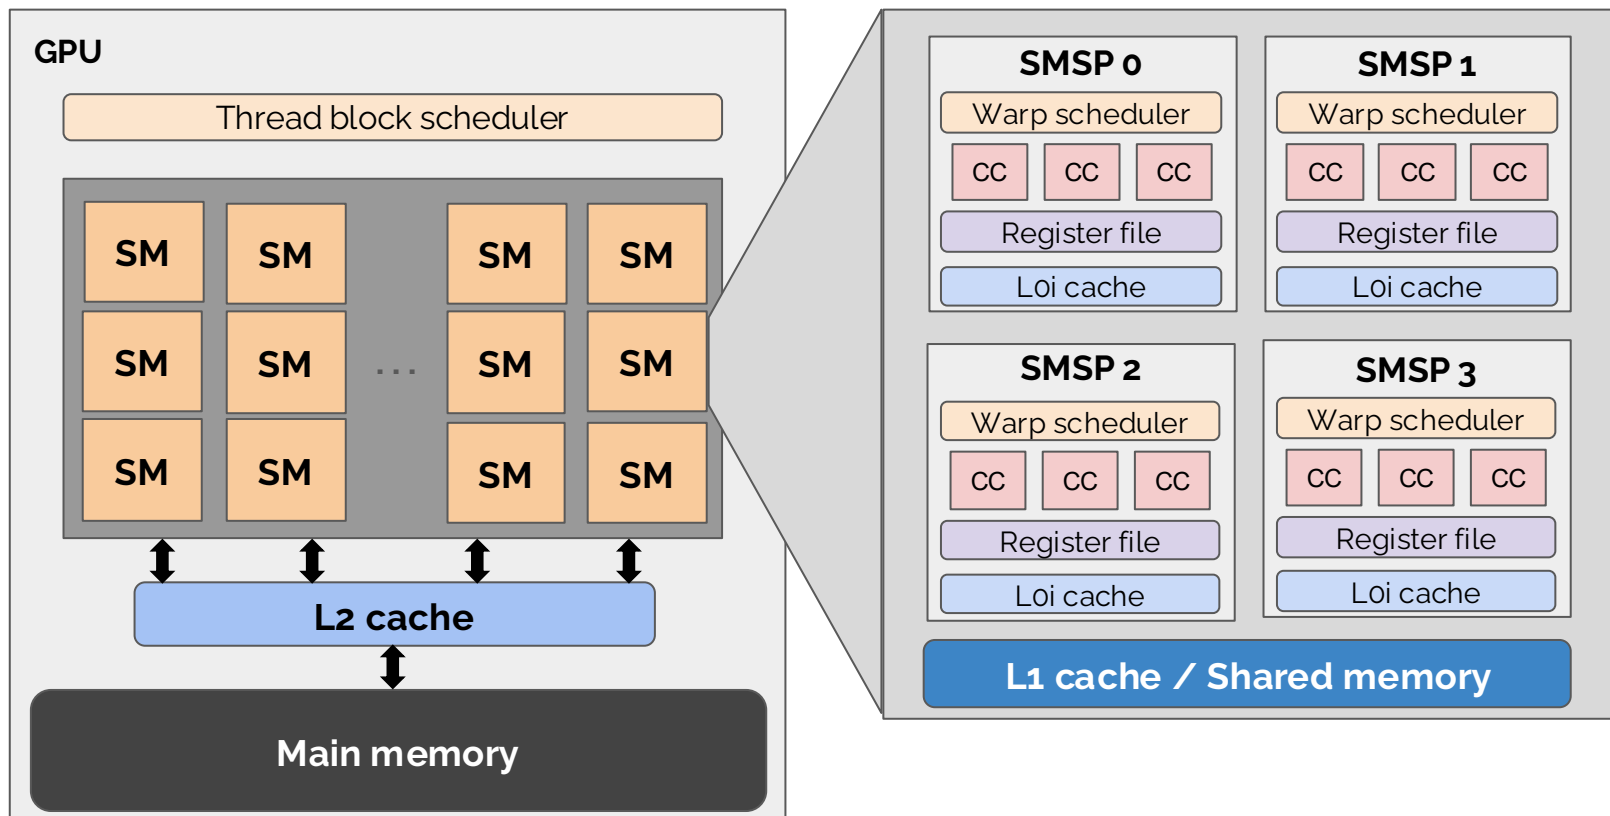 GPU
Thread block scheduler
SM SM SM SM
SM SM ... SM SM
SM SM SM SM
L2 cache
Main memory
SMSP 0
Warp scheduler
CC CC CC
Register file
L0i cache
SMSP 1
Warp scheduler
CC CC CC
Register file
L0i cache
SMSP 2
Warp scheduler
CC CC CC
Register file
L0i cache
SMSP 3
Warp scheduler
CC CC CC
Register file
L0i cache
L1 cache / Shared memory